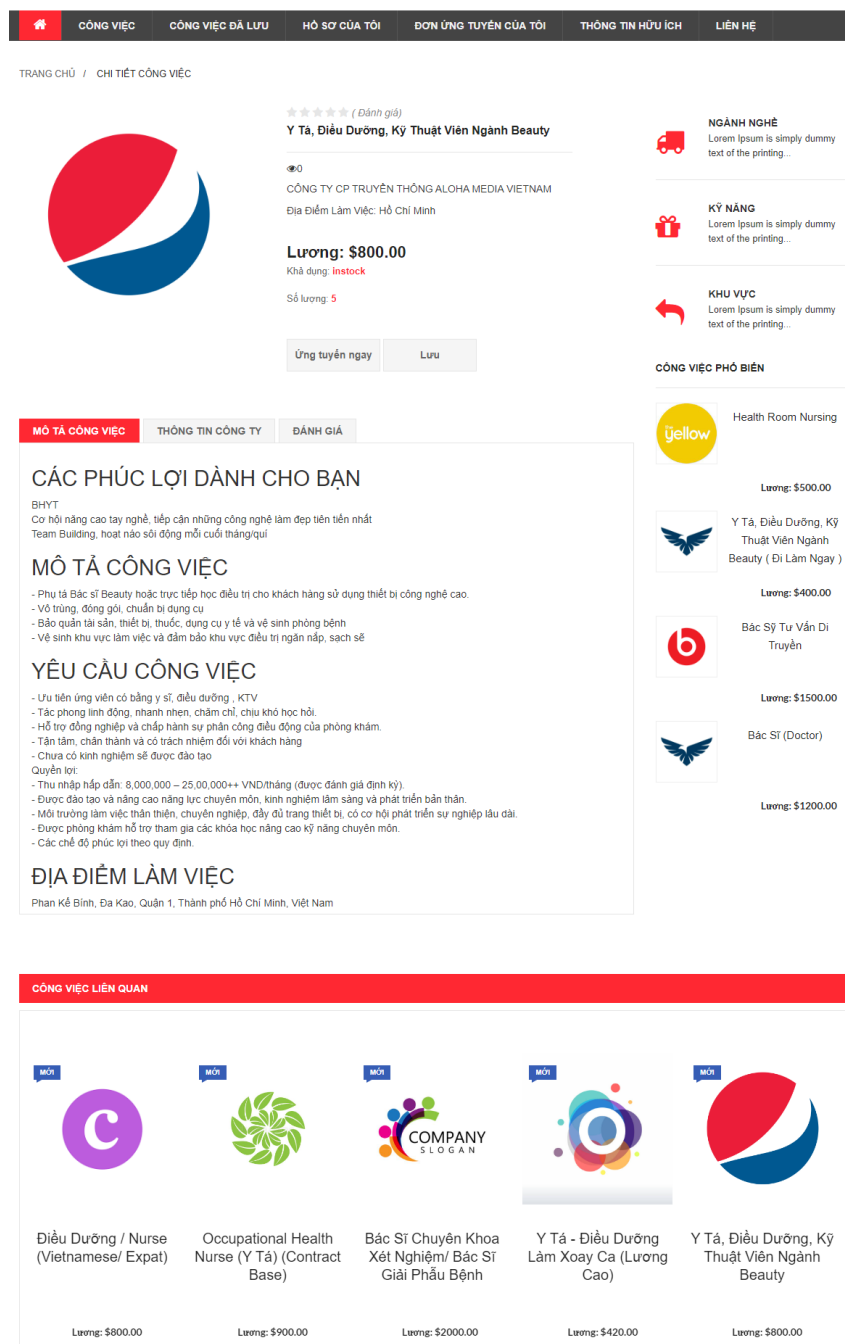 CÔNG VIỆC CÔNG VIỆC ĐÃ LƯU HỒ SƠ CỦA TÔI ĐƠN ỨNG TUYỂN CỦA TÔI THÔNG TIN HỮU ÍCH LIÊN HỆ
TRANG CHỦ / CHI TIẾT CÔNG VIỆC
( Đánh giá)
Y Tá, Điều Dưỡng, Kỹ Thuật Viên Ngành Beauty
0
CÔNG TY CP TRUYỀN THÔNG ALOHA MEDIA VIETNAM
Địa Điểm Làm Việc: Hồ Chí Minh
Lương: $800.00
Khả dụng: instock
Số lượng: 5
Ứng tuyển ngay Lưu
NGÀNH NGHỀ
Lorem Ipsum is simply dummy
text of the printing...
KỸ NĂNG
Lorem Ipsum is simply dummy
text of the printing...
KHU VỰC
Lorem Ipsum is simply dummy
text of the printing...
CÔNG VIỆC PHỔ BIẾN
yellow
Health Room Nursing
Lương: $500.00
Y Tá, Điều Dưỡng, Kỹ
Thuật Viên Ngành
Beauty ( Đi Làm Ngay )
Lương: $400.00
Bác Sỹ Tư Vấn Di
Truyền
Lương: $1500.00
Bác Sĩ (Doctor)
Lương: $1200.00
MÔ TẢ CÔNG VIỆC THÔNG TIN CÔNG TY ĐÁNH GIÁ
CÁC PHÚC LỢI DÀNH CHO BẠN
BHYT
Cơ hội nâng cao tay nghề, tiếp cận những công nghệ làm đẹp tiên tiến nhất
Team Building, hoạt náo sôi động mỗi cuối tháng/quí
MÔ TẢ CÔNG VIỆC
- Phụ tá Bác sĩ Beauty hoặc trực tiếp học điều trị cho khách hàng sử dụng thiết bị công nghệ cao.
- Vô trùng, đóng gói, chuẩn bị dụng cụ
- Bảo quản tài sản, thiết bị, thuốc, dụng cụ y tế và vệ sinh phòng bệnh
- Vệ sinh khu vực làm việc và đảm bảo khu vực điều trị ngăn nắp, sạch sẽ
YÊU CẦU CÔNG VIỆC
- Ưu tiên ứng viên có bằng y sĩ, điều dưỡng , KTV
- Tác phong linh động, nhanh nhẹn, chăm chỉ, chịu khó học hỏi.
- Hỗ trợ đồng nghiệp và chấp hành sự phân công điều động của phòng khám.
- Tận tâm, chân thành và có trách nhiệm đối với khách hàng
- Chưa có kinh nghiệm sẽ được đào tạo
Quyền lợi:
- Thu nhập hấp dẫn: 8,000,000 – 25,00,000++ VND/tháng (được đánh giá định kỳ).
- Được đào tạo và nâng cao năng lực chuyên môn, kinh nghiệm lâm sàng và phát triển bản thân.
- Môi trường làm việc thân thiện, chuyên nghiệp, đầy đủ trang thiết bị, có cơ hội phát triển sự nghiệp lâu dài.
- Được phòng khám hỗ trợ tham gia các khóa học nâng cao kỹ năng chuyên môn.
- Các chế độ phúc lợi theo quy định.
ĐỊA ĐIỂM LÀM VIỆC
Phan Kế Bính, Đa Kao, Quận 1, Thành phố Hồ Chí Minh, Việt Nam
CÔNG VIỆC LIÊN QUAN
MỚI MỚI MỚI MỚI MỚI
C
COMPANY
SLOGAN
Điều Dưỡng / Nurse
(Vietnamese/ Expat)
Lương: $800.00
Occupational Health
Nurse (Y Tá) (Contract
Base)
Lương: $900.00
Bác Sĩ Chuyên Khoa
Xét Nghiệm/ Bác Sĩ
Giải Phẫu Bệnh
Lương: $2000.00
Y Tá - Điều Dưỡng
Làm Xoay Ca (Lương
Cao)
Lương: $420.00
Y Tá, Điều Dưỡng, Kỹ
Thuật Viên Ngành
Beauty
Lương: $800.00